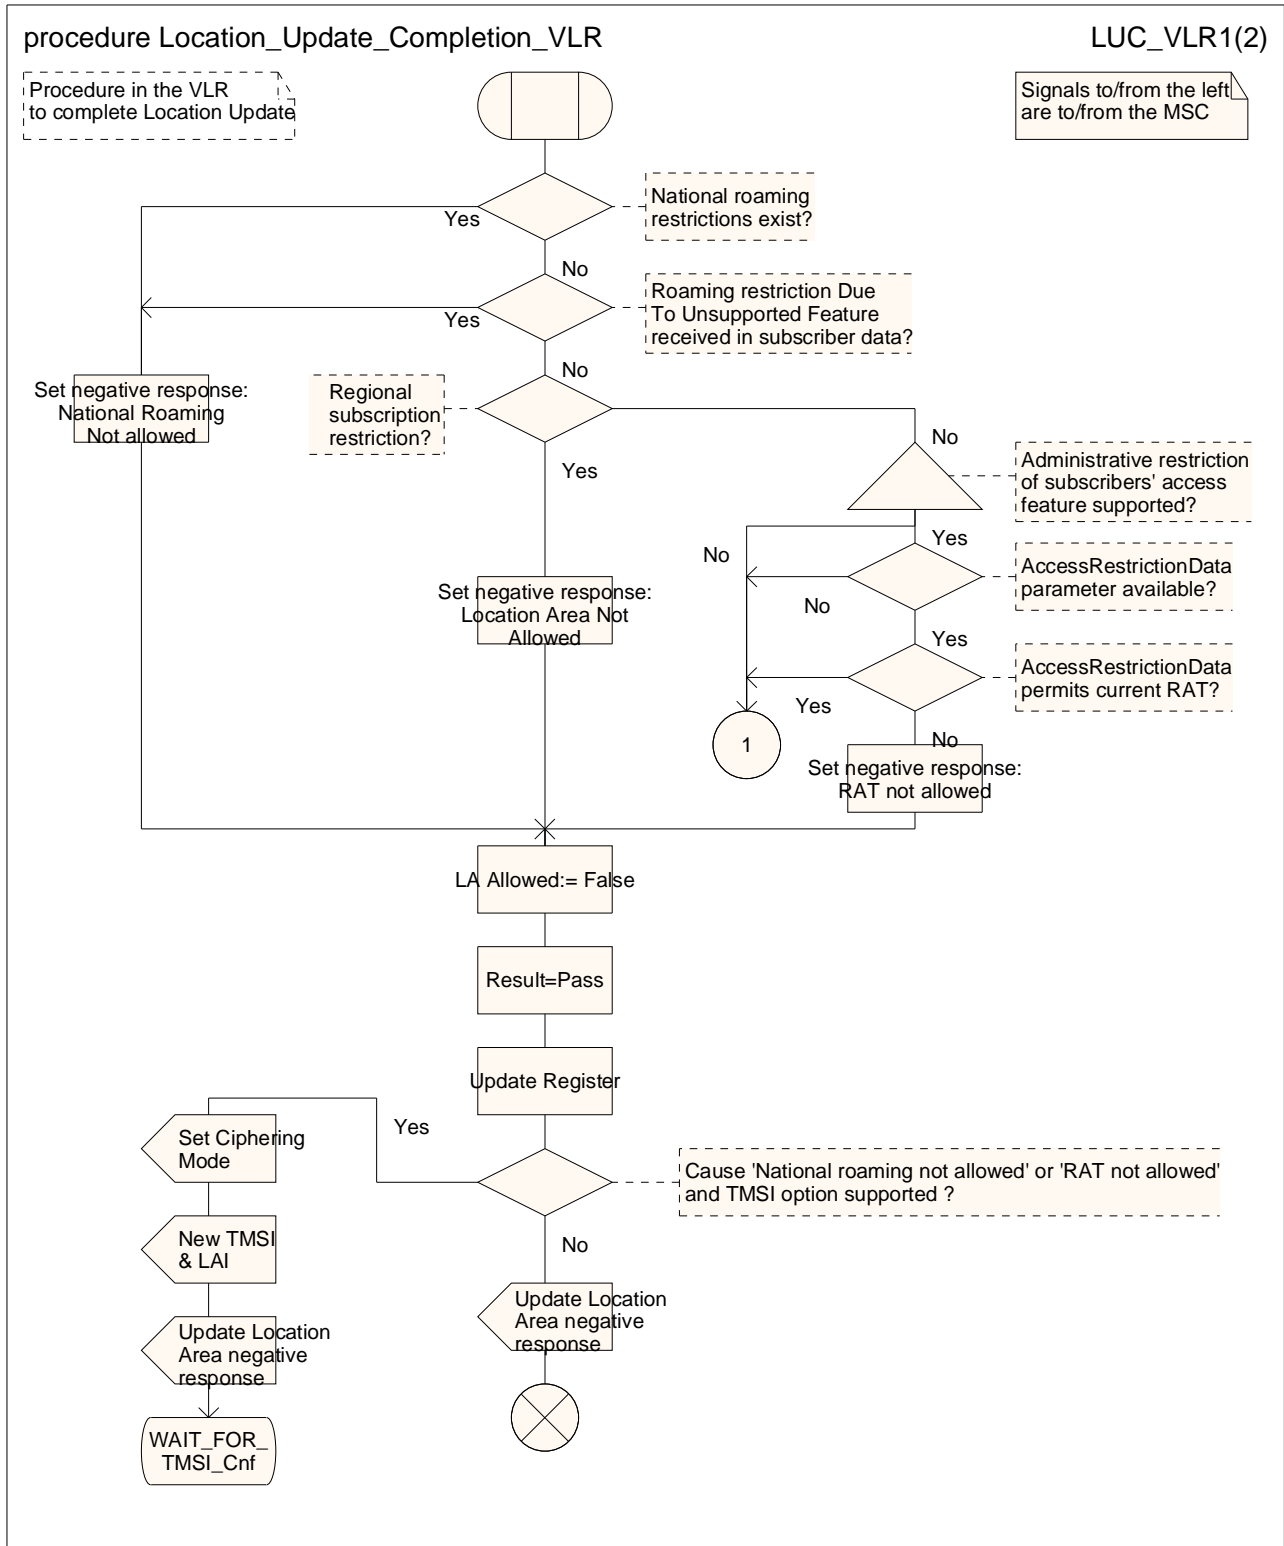 procedure Location_Update_Completion_VLR
LUC_VLR1(2)
Procedure in the VLR
to complete Location Update
Signals to/from the left
are to/from the MSC
National roaming
restrictions exist?
Yes
No
Roaming restriction Due
To Unsupported Feature
received in subscriber data?
Yes
No
Set negative response:
National Roaming
Not allowed
Regional
subscription
restriction?
No
Yes
Administrative restriction
of subscribers' access
feature supported?
Yes
No
AccessRestrictionData
parameter available?
No
Set negative response:
Location Area Not
Allowed
Yes
AccessRestrictionData
permits current RAT?
Yes
No
1
Set negative response:
RAT not allowed
LA Allowed:= False
Result=Pass
Update Register
Yes
Set Ciphering
Mode
Cause 'National roaming not allowed' or 'RAT not allowed'
and TMSI option supported ?
No
New TMSI
& LAI
Update Location
Area negative
response
Update Location
Area negative
response
WAIT_FOR_
TMSI_Cnf